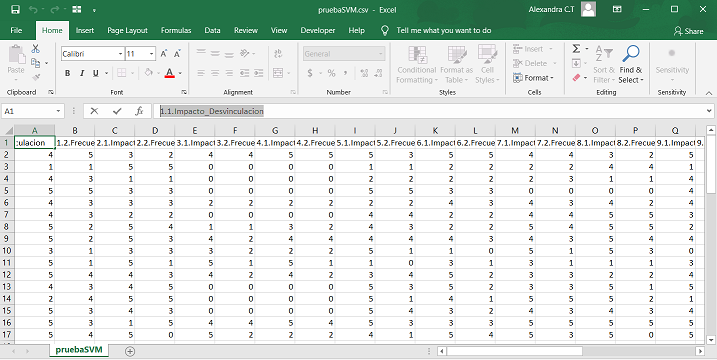 pruebaSVM.csv - Excel
Alexandra C.T
File Home Insert Page Layout Formulas Data Review View Developer Help Tell me what you want to do Share
Paste
Calibri 11
General
Conditional Formatting
Format as Table
Cell Styles
Insert
Delete
Format
Sort & Filter
Find & Select
Sensitivity
Clipboard Font Alignment Number Styles Cells Editing Sensitivity
A1 fx 1.1.Impacto_Desvinculacion
A B C D E F G H I J K L M N O P Q
1 :ulacion 1.2.Frecue 2.1.Impact 2.2.Frecue 3.1.Impact 3.2.Frecue 4.1.Impact 4.2.Frecue 5.1.Impact 5.2.Frecue 6.1.Impact 6.2.Frecue 7.1.Impact 7.2.Frecue 8.1.Impact 8.2.Frecue 9.1.Impact 9.
2 4 5 3 2 4 4 5 5 5 3 5 5 4 4 3 2 5
3 1 1 5 5 0 0 0 0 1 1 2 2 2 4 4 1 2
4 4 3 1 1 0 0 0 0 2 2 2 2 3 3 1 1 4
5 5 5 3 3 0 0 0 0 5 5 3 3 0 0 0 0 4
6 4 3 3 3 2 2 2 2 2 4 3 4 3 4 4 2 4
7 4 3 2 2 0 0 0 0 4 4 2 2 4 4 5 5 3
8 5 2 5 4 1 1 3 2 4 3 2 2 5 4 5 5 2
9 5 2 5 3 4 2 4 4 4 4 4 3 4 3 5 4 4
10 3 1 3 3 3 2 2 2 5 1 1 0 5 1 5 3 0
11 5 1 5 1 5 1 5 1 1 0 3 1 3 1 1 1 3
12 5 4 4 3 4 2 4 2 3 4 5 2 3 3 2 2 4
13 4 3 4 5 0 0 0 0 5 3 5 2 3 3 5 1 5
14 2 4 5 5 0 0 0 0 1 4 1 5 5 5 2 1
15 5 5 4 5 0 0 0 0 4 3 2 4 3 4 3 4
16 5 3 1 5 4 4 5 4 5 3 3 3 5 5 5 5 5
17 5 4 5 0 5 2 2 2 4 1 5 4 5 3 5 0 5
pruebaSVM